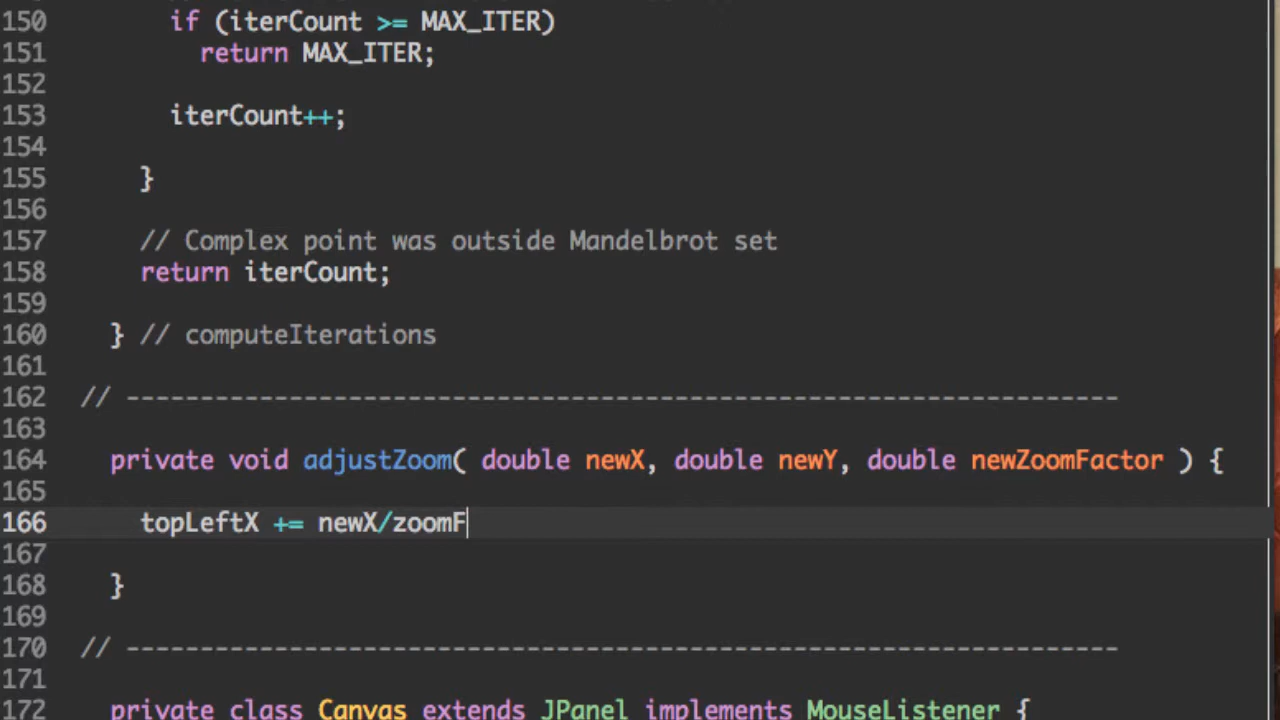 150 if (iterCount >= MAX_ITER)
151 return MAX_ITER;
152
153 iterCount++;
154
155 }
156
157 // Complex point was outside Mandelbrot set
158 return iterCount;
159
160 } // computeIterations
161
162 // -------------------------------------------------------------------
163
164 private void adjustZoom( double newX, double newY, double newZoomFactor ) {
165
166 topLeftX += newX/zoomF
167
168 }
169
170 // -------------------------------------------------------------------
171
172 private class Canvas extends JPanel implements MouseListener {